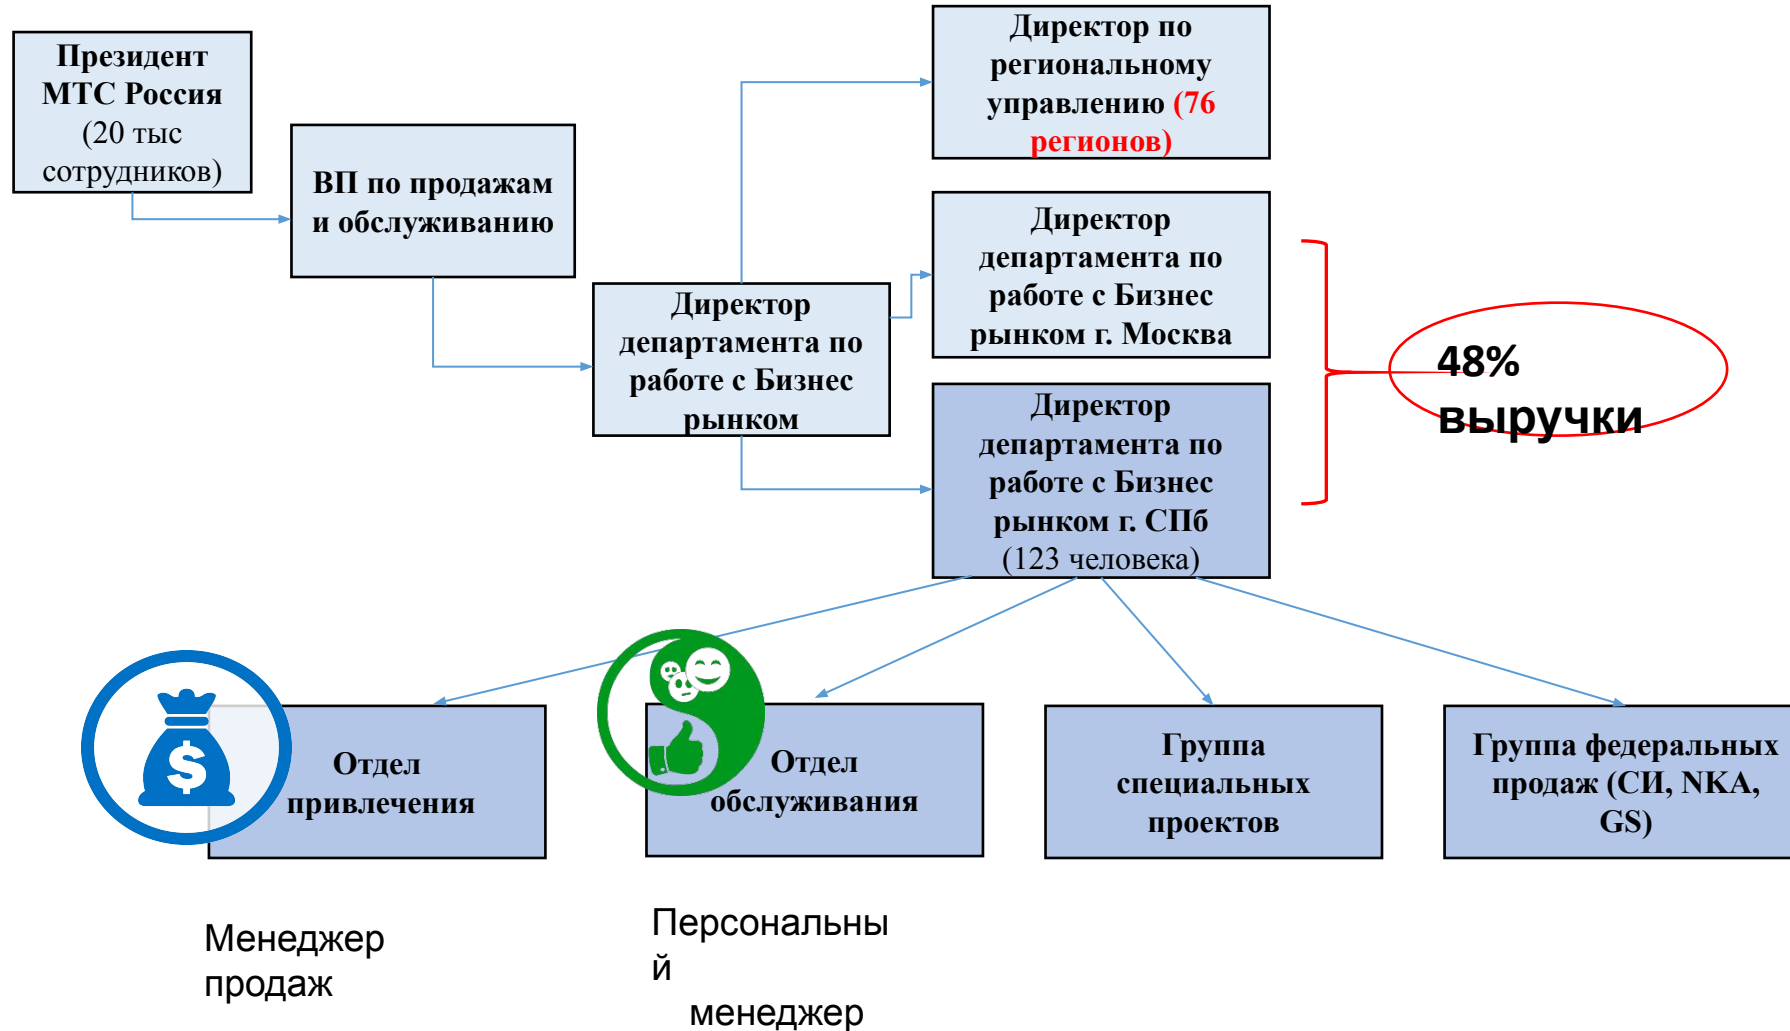 Президент
МТС Россия
(20 тыс
сотрудников)
ВП по продажам
и обслуживанию
Директор
департамента по
работе с Бизнес
рынком
Директор по
региональному
управлению (76
регионов)
Директор
департамента по
работе с Бизнес
рынком г. Москва
Директор
департамента по
работе с Бизнес
рынком г. СПб
(123 человека)
48%
выручки
$
Отдел
привлечения
Отдел
обслуживания
Группа
специальных
проектов
Группа федеральных
продаж (СИ, NKA,
GS)
Менеджер
продаж
Персональны
й
менеджер